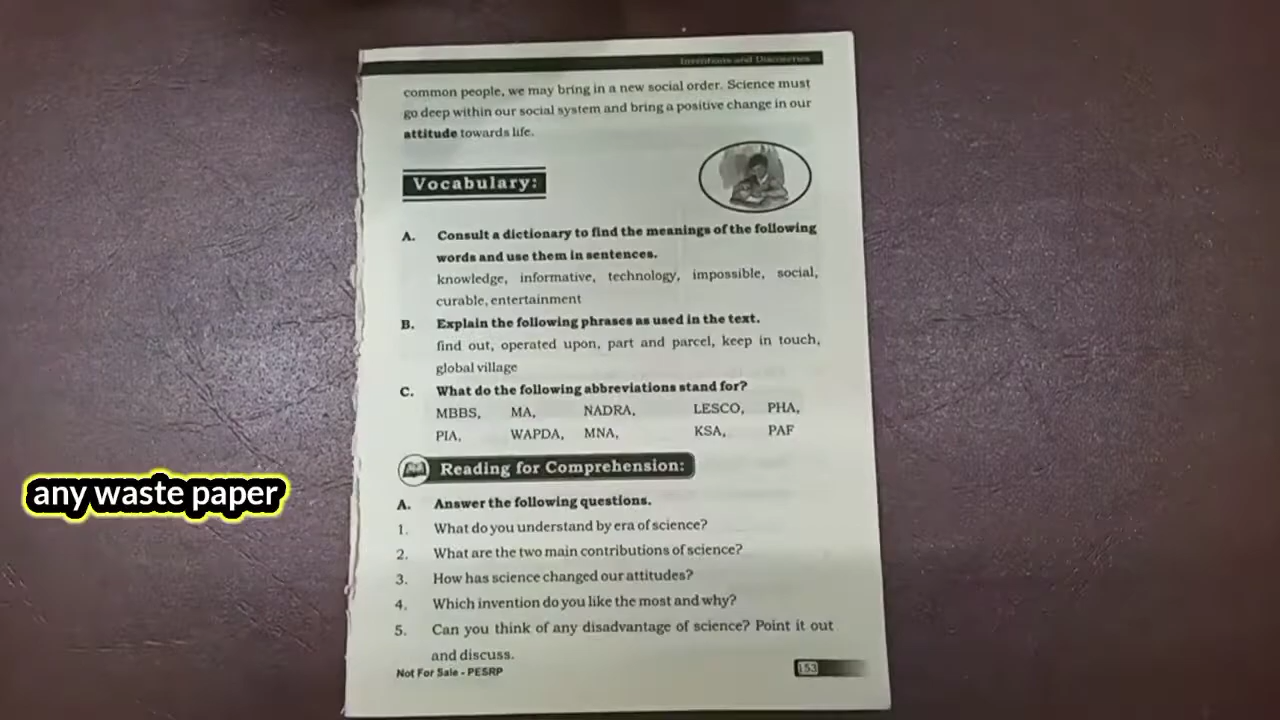 Inventions and Discoveries
common people, we may bring in a new social order. Science must
go deep within our social system and bring a positive change in our
attitude towards life.
Vocabulary:
A. Consult a dictionary to find the meanings of the following
words and use them in sentences.
knowledge, informative, technology, impossible, social,
curable, entertainment
B. Explain the following phrases as used in the text.
find out, operated upon, part and parcel, keep in touch,
global village
C. What do the following abbreviations stand for?
MBBS, MA, NADRA, LESCO, PHA,
PIA, WAPDA, MNA, KSA, PAF
Reading for Comprehension:
A. Answer the following questions.
1. What do you understand by era of science?
2. What are the two main contributions of science?
3. How has science changed our attitudes?
4. Which invention do you like the most and why?
5. Can you think of any disadvantage of science? Point it out
and discuss.
Not For Sale - PESRP
153
any waste paper